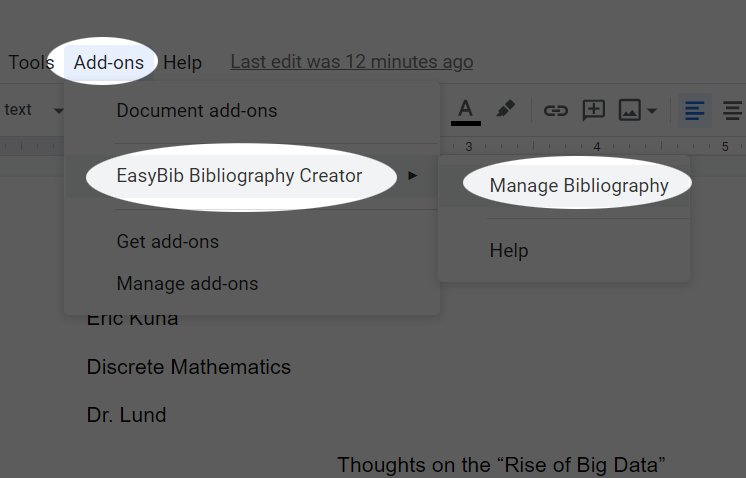 Tools Add-ons Help Last edit was 12 minutes ago
text A
3 4 5
Document add-ons
EasyBib Bibliography Creator
Manage Bibliography
Help
Get add-ons
Manage add-ons
Eric Kuha
Discrete Mathematics
Dr. Lund
Thoughts on the “Rise of Big Data”